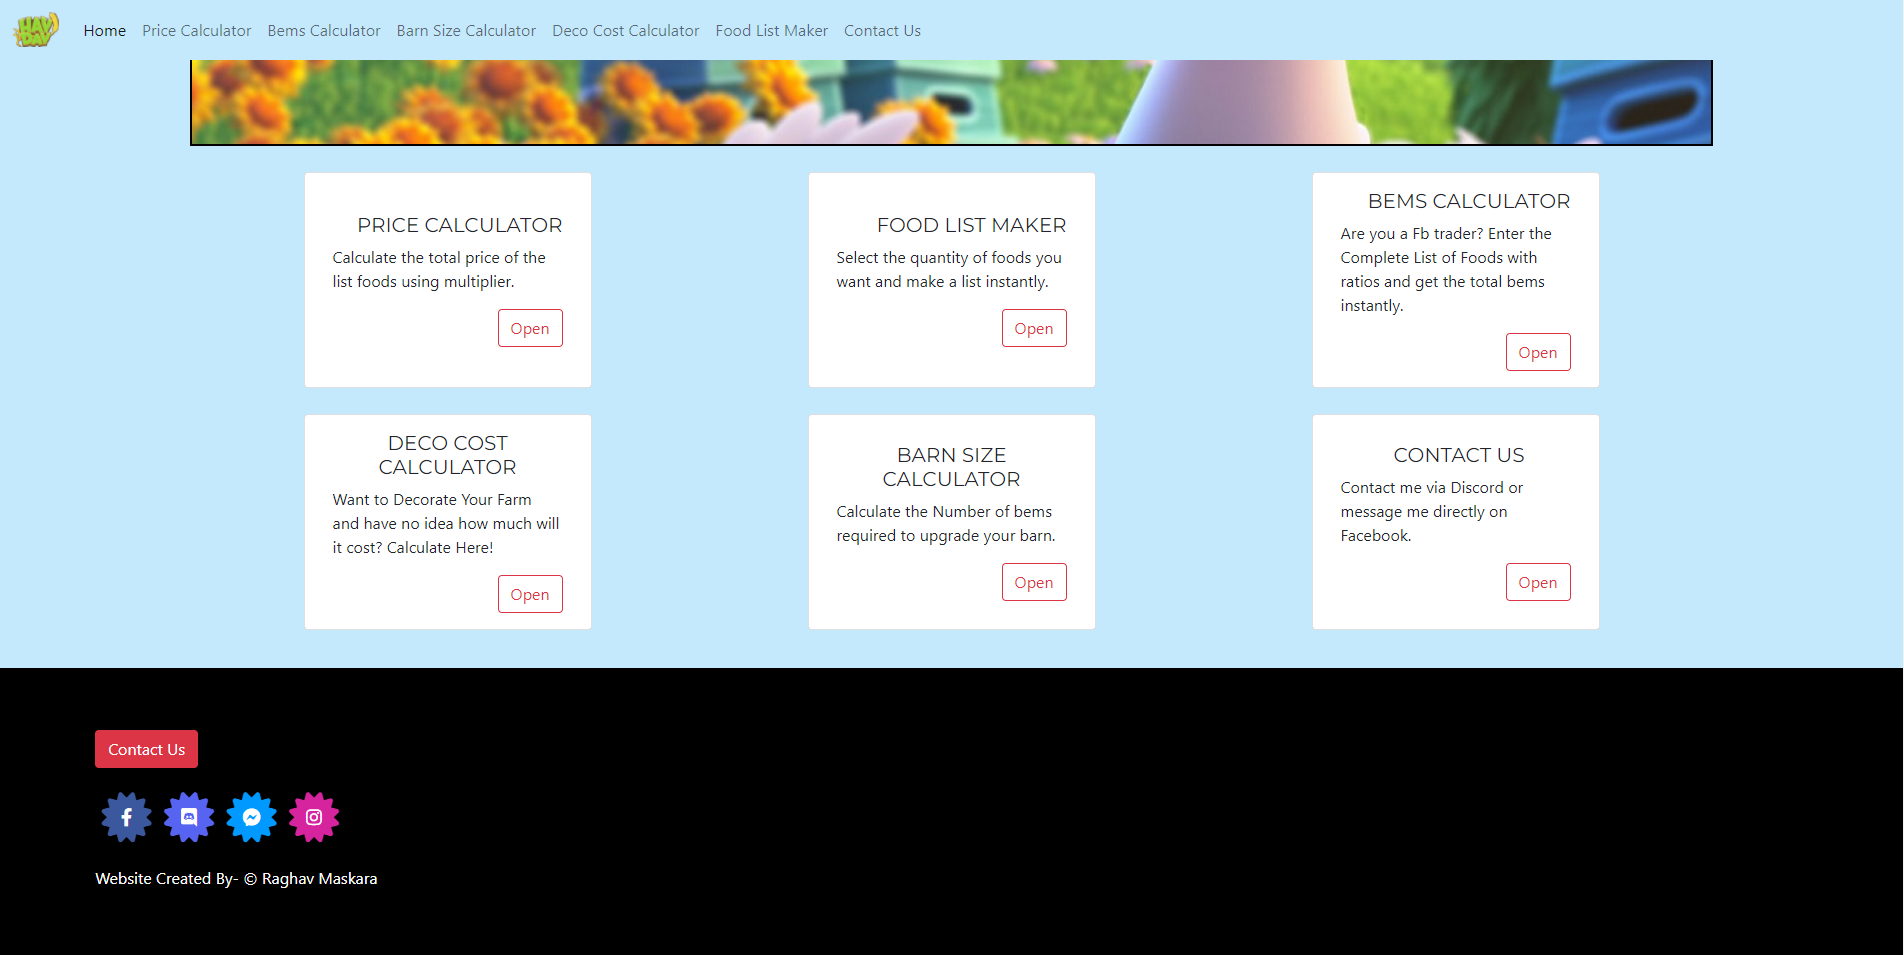 HAY
DAY
Home Price Calculator Bems Calculator Barn Size Calculator Deco Cost Calculator Food List Maker Contact Us
PRICE CALCULATOR
Calculate the total price of the
list foods using multiplier.
Open
FOOD LIST MAKER
Select the quantity of foods you
want and make a list instantly.
Open
BEMS CALCULATOR
Are you a Fb trader? Enter the
Complete List of Foods with
ratios and get the total bems
instantly.
Open
DECO COST
CALCULATOR
Want to Decorate Your Farm
and have no idea how much will
it cost? Calculate Here!
Open
BARN SIZE
CALCULATOR
Calculate the Number of bems
required to upgrade your barn.
Open
CONTACT US
Contact me via Discord or
message me directly on
Facebook.
Open
Contact Us
Website Created By- © Raghav Maskara